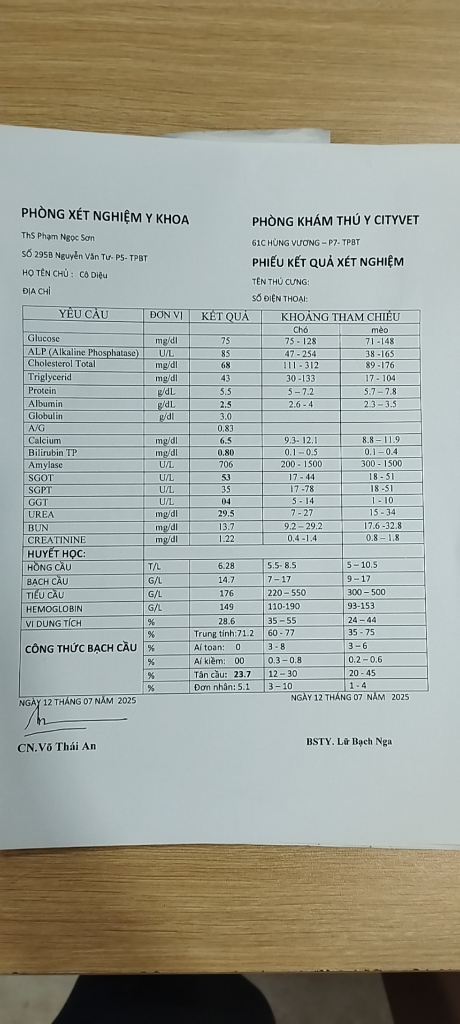 PHÒNG XÉT NGHIỆM Y KHOA
ThS Phạm Ngọc Sơn
SỐ 295B Nguyễn Văn Tư- P5- TPBT
HỌ TÊN CHỦ : Cô Diệu
ĐỊA CHỈ
PHÒNG KHÁM THÚ Y CITYVET
61C HÙNG VƯƠNG – P7- TPBT
PHIẾU KẾT QUẢ XÉT NGHIỆM
TÊN THÚ CƯNG:
SỐ ĐIỆN THOẠI:
YÊU CẦU ĐƠN VỊ KẾT QUẢ KHOẢNG THAM CHIẾU
Chó mèo
Glucose mg/dl 75 75 - 128 71 -148
ALP (Alkaline Phosphatase) U/L 85 47 - 254 38 -165
Cholesterol Total mg/dl 68 111 - 312 89 -176
Triglycerid mg/dl 43 30 -133 17 - 104
Protein g/dL 5.5 5 – 7.2 5.7 – 7.8
Albumin g/dL 2.5 2.6 - 4 2.3 – 3.5
Globulin g/dl 3.0
A/G 0.83
Calcium mg/dl 6.5 9.3- 12.1 8.8 – 11.9
Bilirubin TP mg/dl 0.80 0.1 – 0.5 0.1 – 0.4
Amylase U/L 706 200 - 1500 300 - 1500
SGOT U/L 53 17 - 44 18 - 51
SGPT U/L 35 17 -78 18 -51
GGT U/L 04 5 - 14 1 - 10
UREA mg/dl 29.5 7 – 27 15 – 34
BUN mg/dl 13.7 9.2 – 29.2 17.6 -32.8
CREATININE mg/dl 1.22 0.4 -1.4 0.8 – 1.8
HUYẾT HỌC:
HỒNG CẦU T/L 6.28 5.5- 8.5 5 – 10.5
BẠCH CẦU G/L 14.7 7 – 17 9 – 17
TIỂU CẦU G/L 176 220 – 550 300 – 500
HEMOGLOBIN G/L 149 110-190 93-153
VI DUNG TÍCH % 28.6 35 – 55 24 – 44
CÔNG THỨC BẠCH CẦU % Trung tính:71.2 60 - 77 35 - 75
% Aí toan: 0 3 - 8 3 – 6
% Aí kiềm: 00 0.3 – 0.8 0.2 – 0.6
% Tân cầu: 23.7 12 – 30 20 - 45
% Đơn nhân: 5.1 3 – 10 1 - 4
NGÀY 12 THÁNG 07 NĂM 2025
NGÀY 12 THÁNG 07 NĂM 2025
CN.Võ Thái An
BSTY. Lữ Bạch Nga